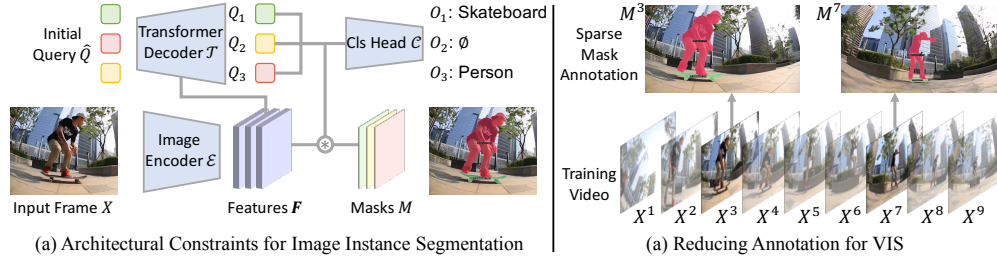 Initial
Query Q̂
Transformer
Decoder 𝒯
Q₁
Q₂
Q₃
Cls Head 𝒞
O₁: Skateboard
O₂: ∅
O₃: Person
Image
Encoder ℰ
⊛
Input Frame X
Features F
Masks M
(a) Architectural Constraints for Image Instance Segmentation
M³
M⁷
Sparse
Mask
Annotation
Training
Video
X¹ X² X³ X⁴ X⁵ X⁶ X⁷ X⁸ X⁹
(a) Reducing Annotation for VIS